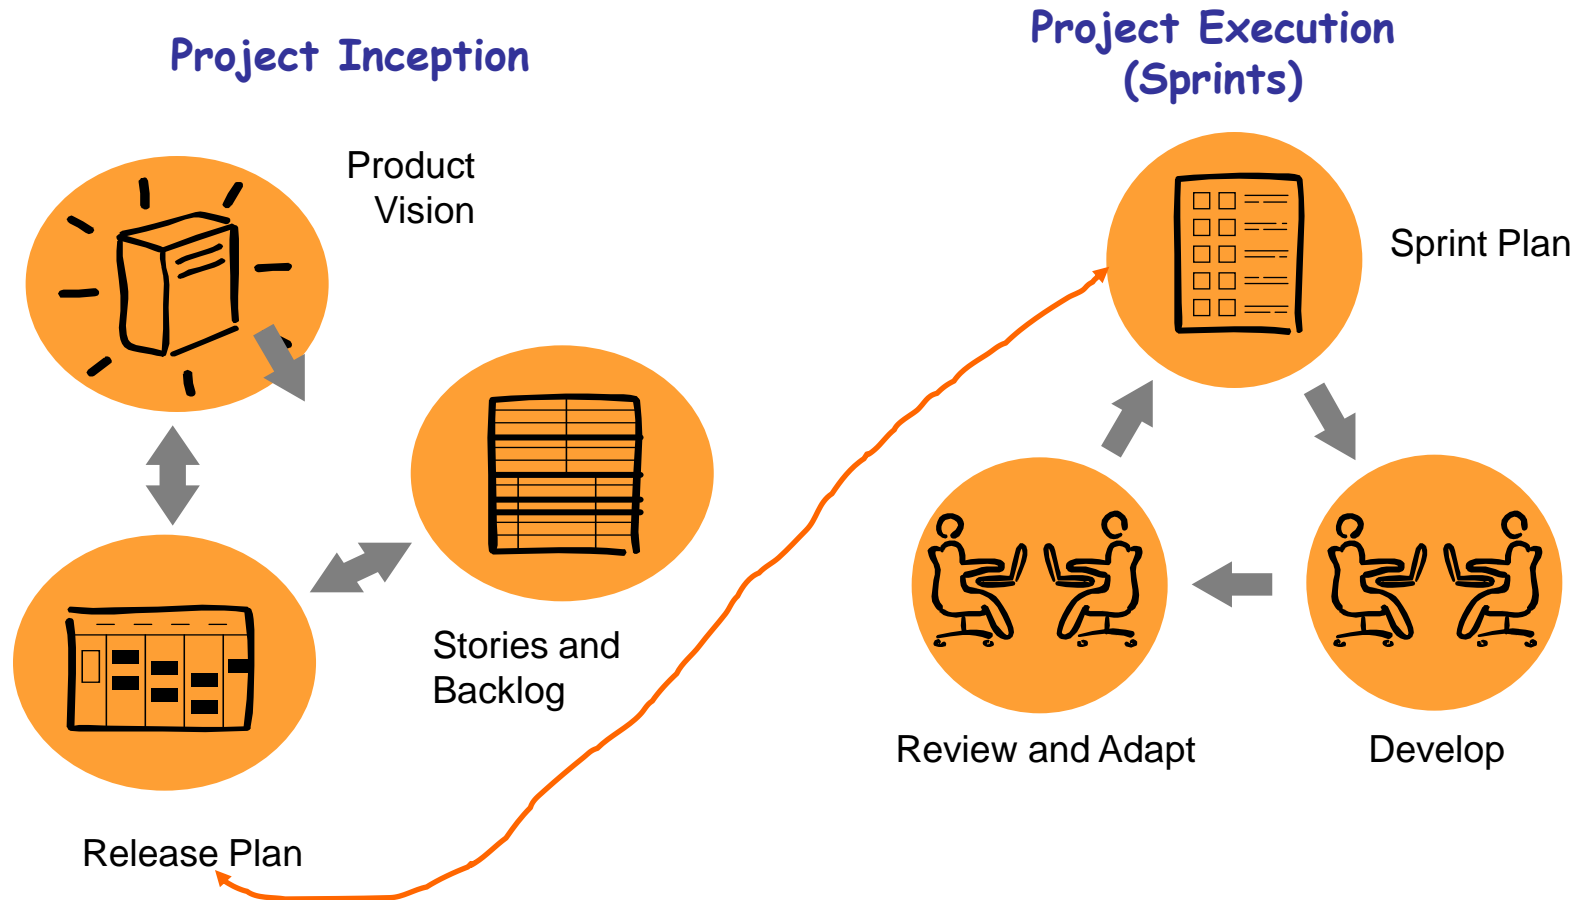 Project Inception
Product
Vision
Stories and
Backlog
Release Plan
Project Execution
(Sprints)
Sprint Plan
Review and Adapt
Develop